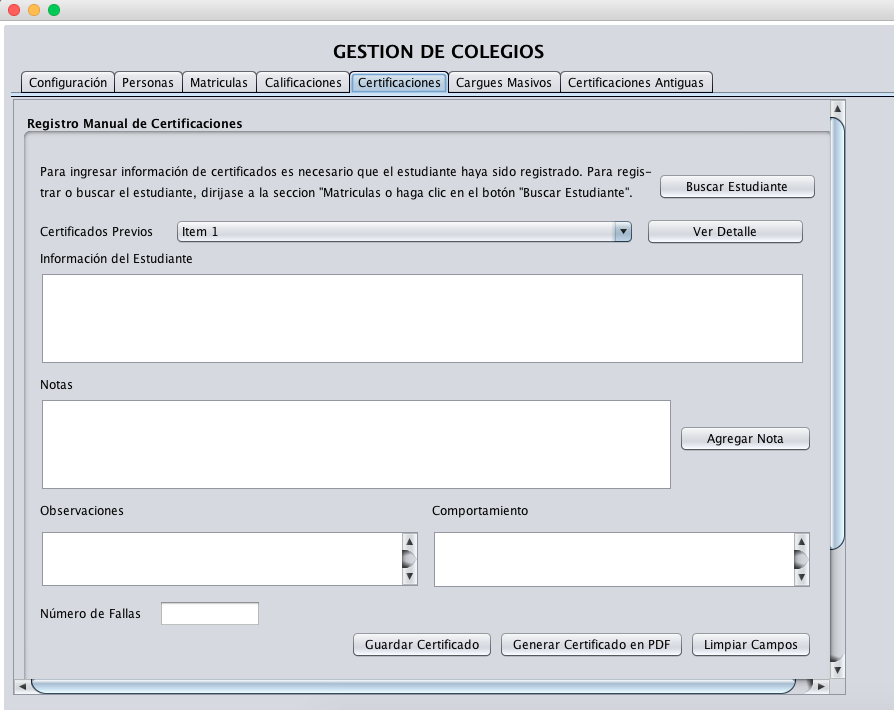 GESTION DE COLEGIOS
Configuración Personas Matriculas Calificaciones Certificaciones Cargues Masivos Certificaciones Antiguas
Registro Manual de Certificaciones
Para ingresar información de certificados es necesario que el estudiante haya sido registrado. Para regis-
trar o buscar el estudiante, dirijase a la seccion "Matriculas o haga clic en el botón "Buscar Estudiante".
Buscar Estudiante
Certificados Previos Item 1 Ver Detalle
Información del Estudiante
Notas
Agregar Nota
Observaciones Comportamiento
Número de Fallas
Guardar Certificado Generar Certificado en PDF Limpiar Campos